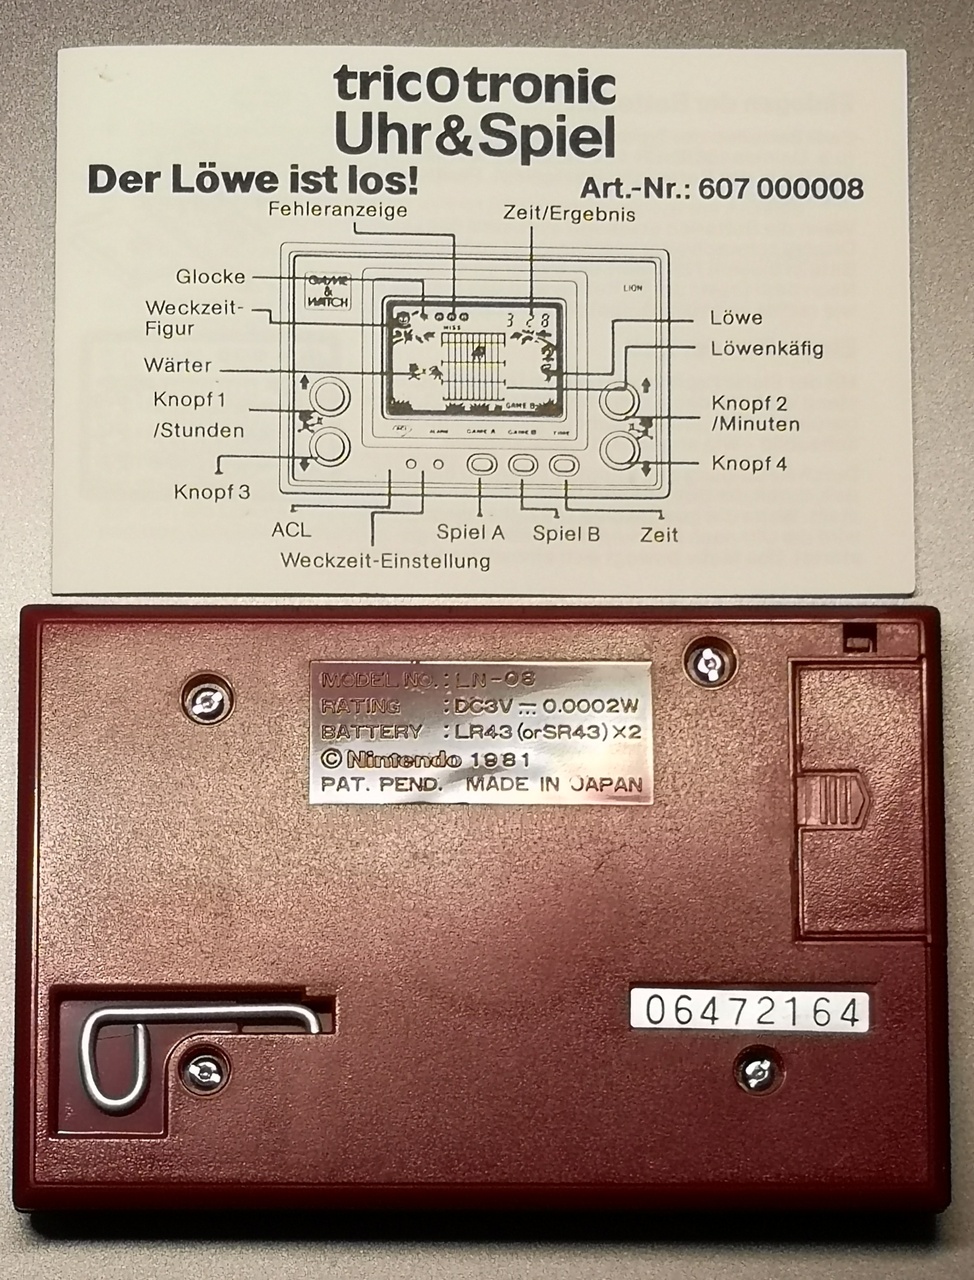 tricOtronic
Uhr&Spiel
Der Löwe ist los!
Art.-Nr.: 607 000008
Fehleranzeige
Zeit/Ergebnis
Glocke
GAME
&
WATCH
LION
Weckzeit-
Figur
MISS
3 28
Löwe
Löwenkäfig
Wärter
Knopf 1
/Stunden
Knopf 2
/Minuten
GAME B
ACL ALARM GAME A GAME B TIME
Knopf 3
Knopf 4
ACL
Spiel A
Spiel B
Zeit
Weckzeit-Einstellung
MODEL NO. : LN-08
RATING : DC3V ⎓ 0.0002W
BATTERY : LR43 (or SR43) X2
© Nintendo 1981
PAT. PEND. MADE IN JAPAN
06472164